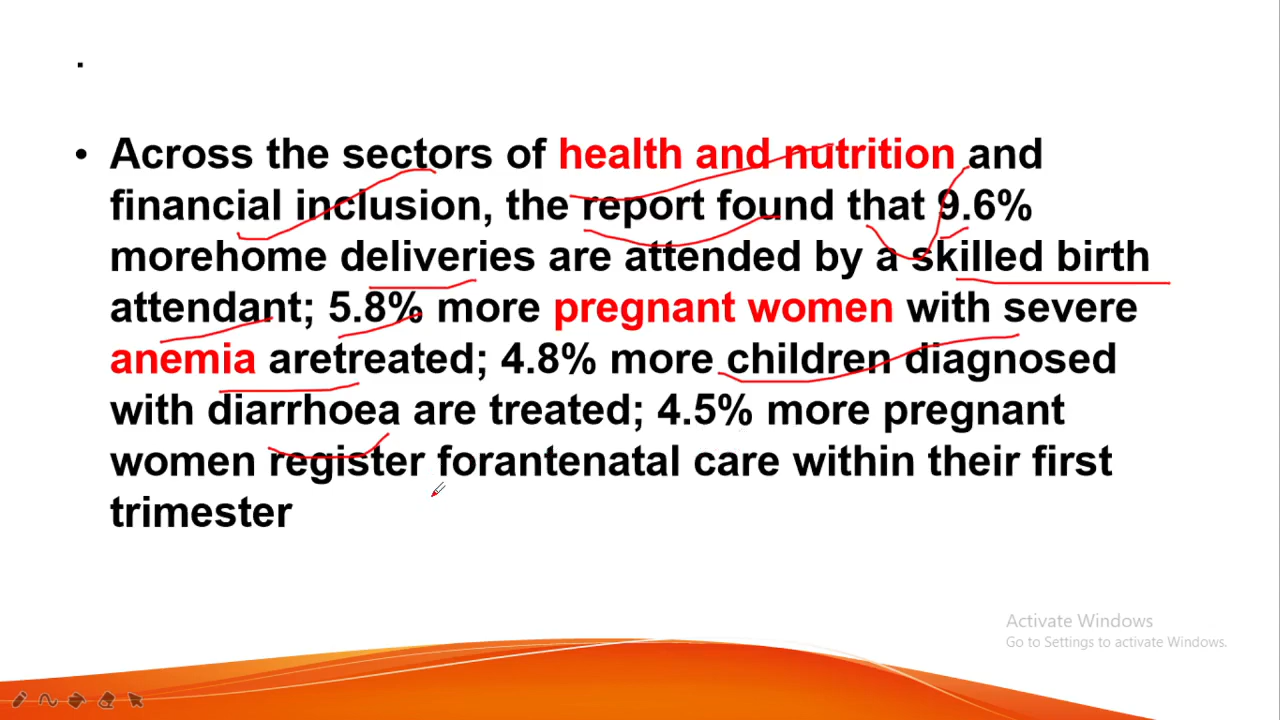 • Across the sectors of health and nutrition and
financial inclusion, the report found that 9.6%
morehome deliveries are attended by a skilled birth
attendant; 5.8% more pregnant women with severe
anemia aretreated; 4.8% more children diagnosed
with diarrhoea are treated; 4.5% more pregnant
women register forantenatal care within their first
trimester
Activate Windows
Go to Settings to activate Windows.